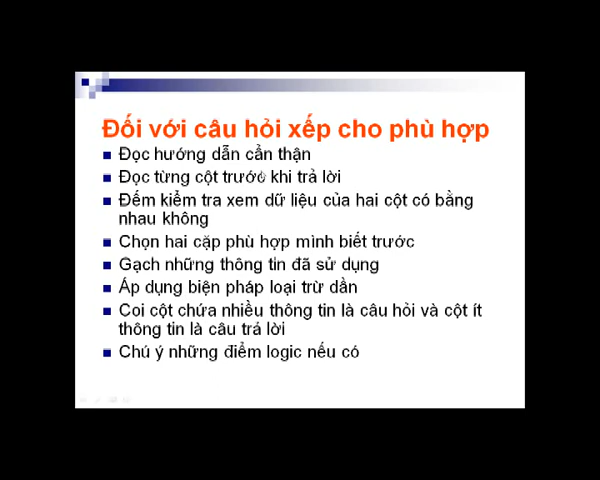 Đối với câu hỏi xếp cho phù hợp
Đọc hướng dẫn cẩn thận
Đọc từng cột trước khi trả lời
Đếm kiểm tra xem dữ liệu của hai cột có bằng
nhau không
Chọn hai cặp phù hợp mình biết trước
Gạch những thông tin đã sử dụng
Áp dụng biện pháp loại trừ dần
Coi cột chứa nhiều thông tin là câu hỏi và cột ít
thông tin là câu trả lời
Chú ý những điểm logic nếu có